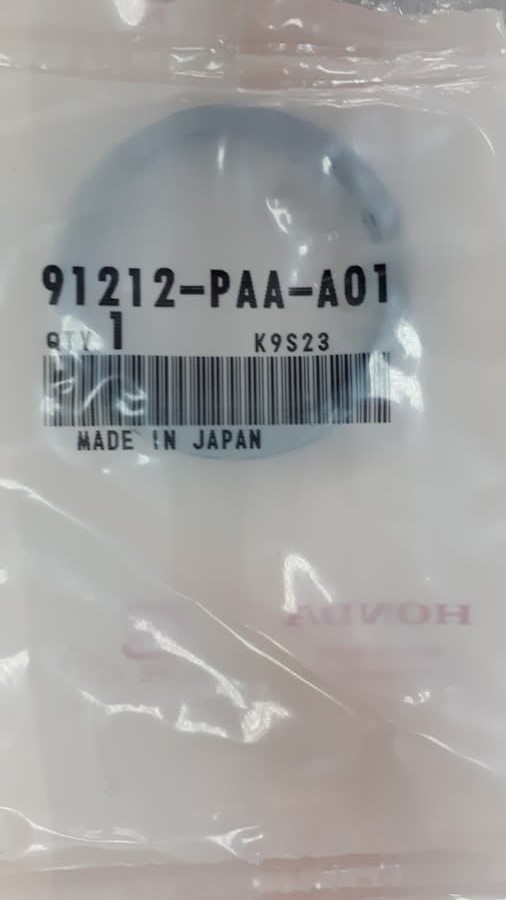 91212-PAA-A01
QTY 1 K9S23
MADE IN JAPAN
HONDA